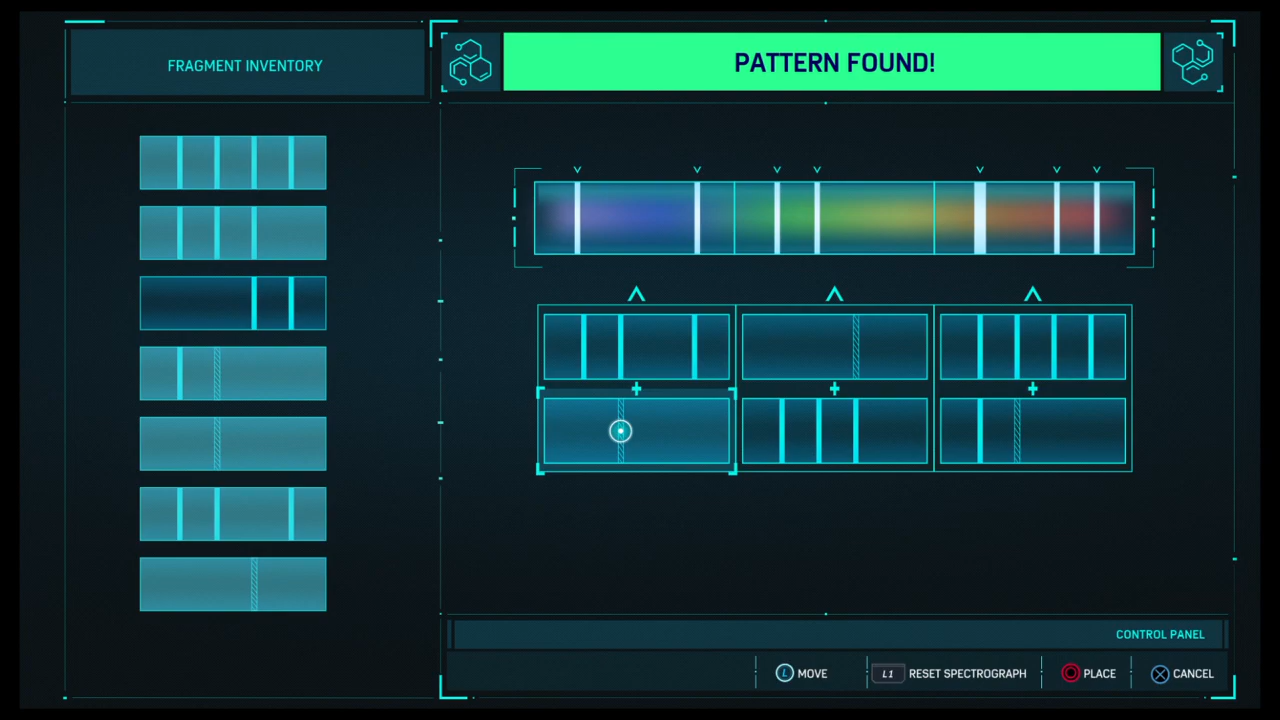 FRAGMENT INVENTORY
PATTERN FOUND!
CONTROL PANEL
L MOVE
L1 RESET SPECTROGRAPH
PLACE
CANCEL